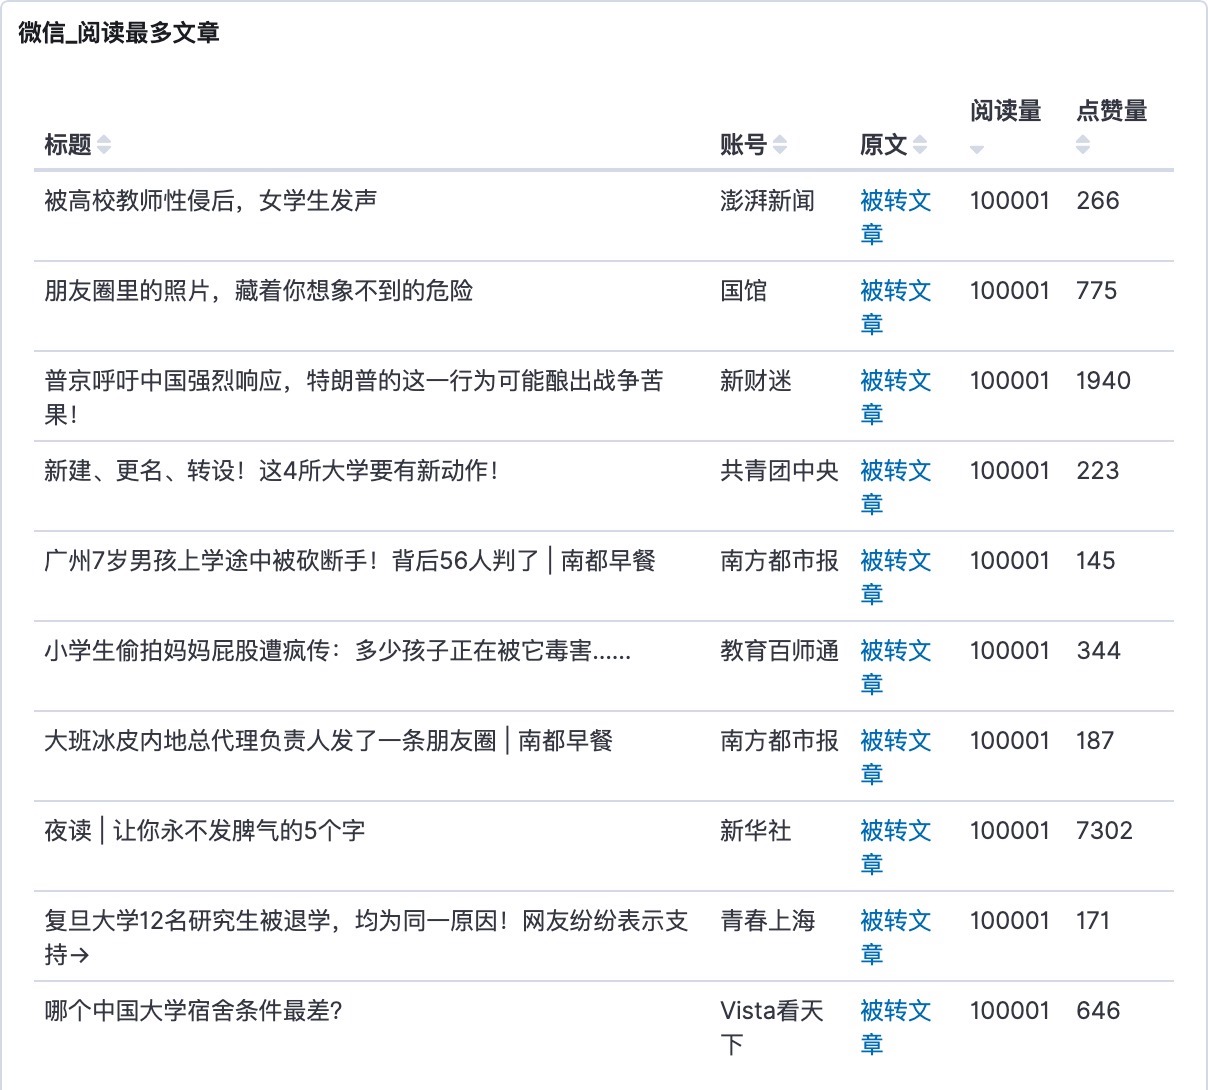 微信_阅读最多文章
标题 账号 原文 阅读量 点赞量
被高校教师性侵后，女学生发声 澎湃新闻 被转文 100001 266
章
朋友圈里的照片，藏着你想象不到的危险 国馆 被转文 100001 775
章
普京呼吁中国强烈响应，特朗普的这一行为可能酿出战争苦 新财迷 被转文 100001 1940
果！ 章
新建、更名、转设！这4所大学要有新动作！ 共青团中央 被转文 100001 223
章
广州7岁男孩上学途中被砍断手！背后56人判了 | 南都早餐 南方都市报 被转文 100001 145
章
小学生偷拍妈妈屁股遭疯传：多少孩子正在被它毒害…… 教育百师通 被转文 100001 344
章
大班冰皮内地总代理负责人发了一条朋友圈 | 南都早餐 南方都市报 被转文 100001 187
章
夜读 | 让你永不发脾气的5个字 新华社 被转文 100001 7302
章
复旦大学12名研究生被退学，均为同一原因！网友纷纷表示支 青春上海 被转文 100001 171
持→ 章
哪个中国大学宿舍条件最差? Vista看天 被转文 100001 646
下 章